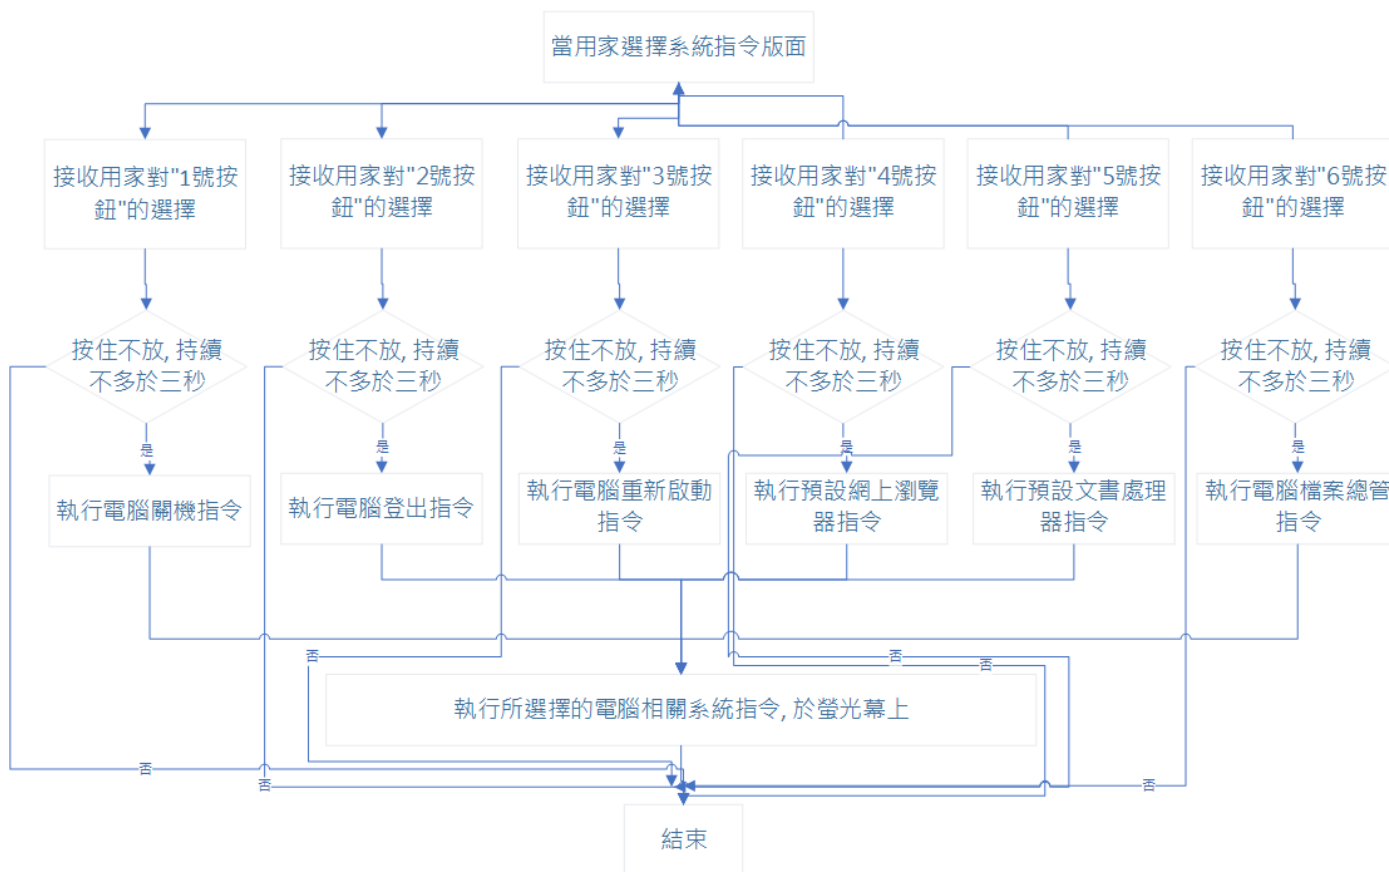 當用家選擇系統指令版面
接收用家對"1號按
鈕"的選擇
接收用家對"2號按
鈕"的選擇
接收用家對"3號按
鈕"的選擇
接收用家對"4號按
鈕"的選擇
接收用家對"5號按
鈕"的選擇
接收用家對"6號按
鈕"的選擇
按住不放, 持續
不多於三秒
按住不放, 持續
不多於三秒
按住不放, 持續
不多於三秒
按住不放, 持續
不多於三秒
按住不放, 持續
不多於三秒
按住不放, 持續
不多於三秒
是
是
是
是
是
是
執行電腦關機指令
執行電腦登出指令
執行電腦重新啟動
指令
執行預設網上瀏覽
器指令
執行預設文書處理
器指令
執行電腦檔案總管
指令
否
否
否
執行所選擇的電腦相關系統指令, 於螢光幕上
否
否
否
結束